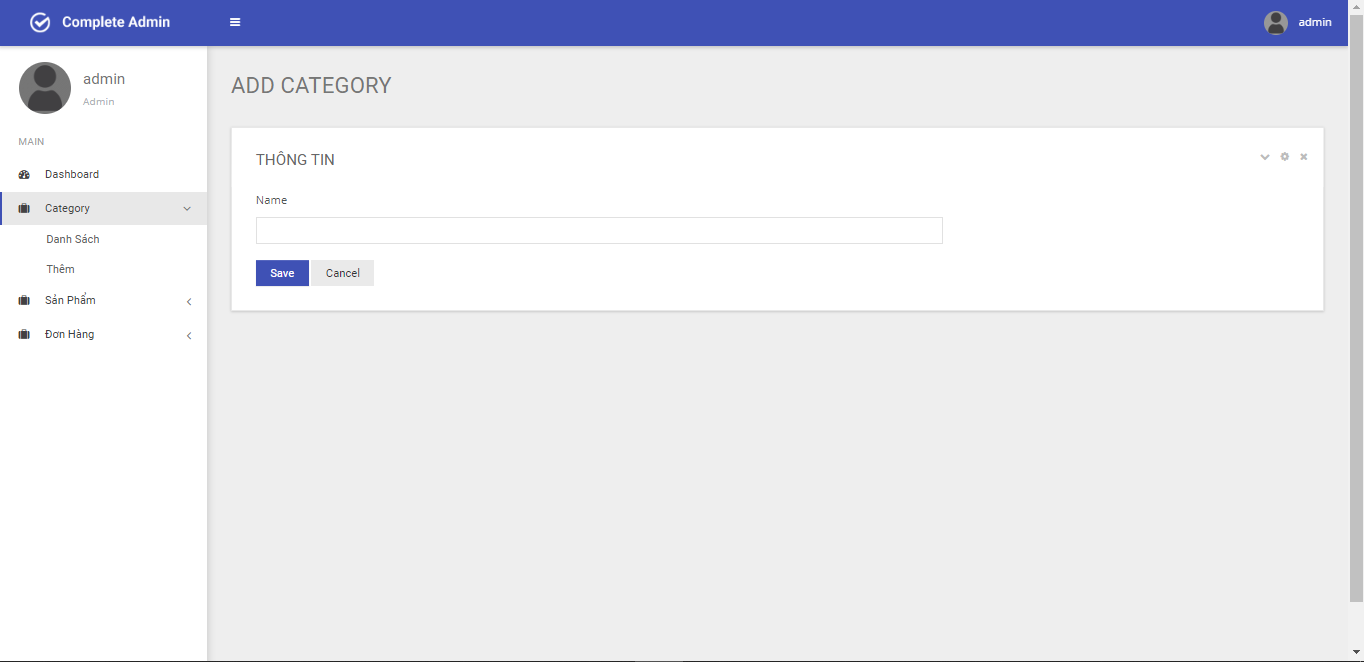 Complete Admin
admin
admin
Admin
MAIN
Dashboard
Category
Danh Sách
Thêm
Sản Phẩm
Đơn Hàng
ADD CATEGORY
THÔNG TIN
Name
Save
Cancel